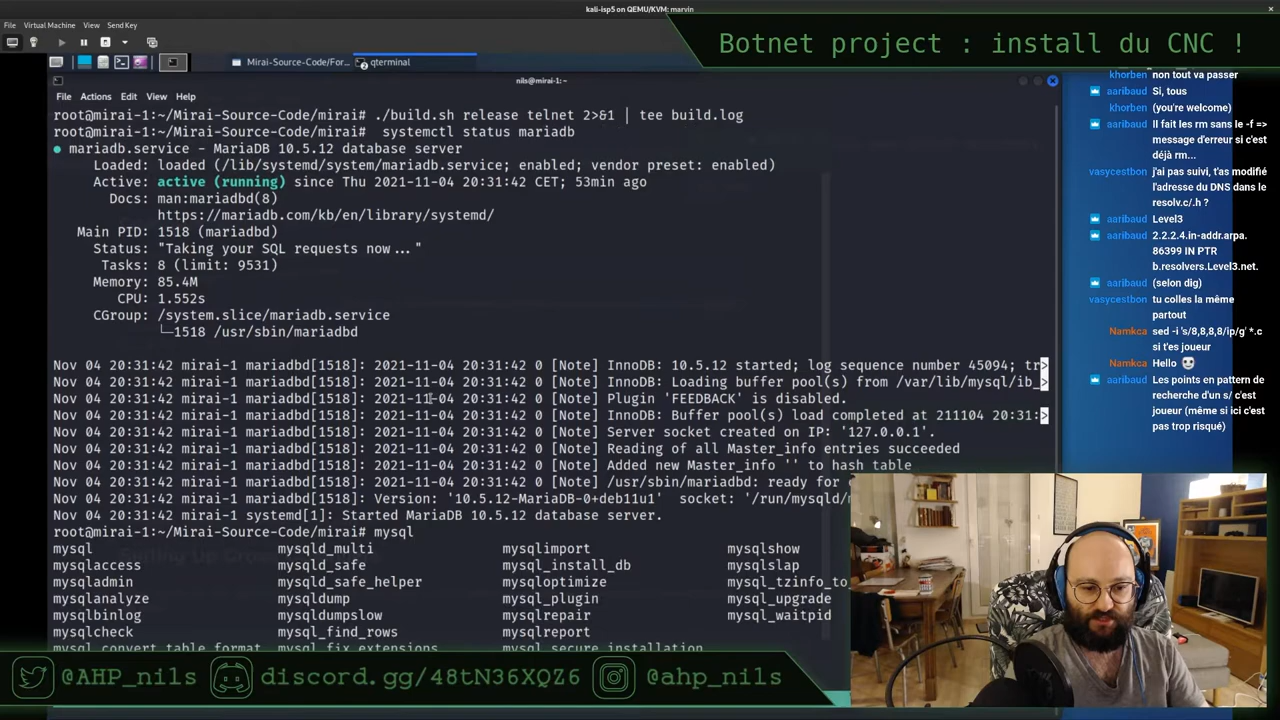 kali-isp5 on QEMU/KVM: marvin
File Virtual Machine View Send Key
Botnet project : install du CNC !
Mirai-Source-Code/For...
qterminal
nils@mirai-1: ~
File Actions Edit View Help
root@mirai-1:~/Mirai-Source-Code/mirai# ./build.sh release telnet 2>&1 | tee build.log
root@mirai-1:~/Mirai-Source-Code/mirai# systemctl status mariadb
● mariadb.service - MariaDB 10.5.12 database server
Loaded: loaded (/lib/systemd/system/mariadb.service; enabled; vendor preset: enabled)
Active: active (running) since Thu 2021-11-04 20:31:42 CET; 53min ago
Docs: man:mariadbd(8)
https://mariadb.com/kb/en/library/systemd/
Main PID: 1518 (mariadbd)
Status: "Taking your SQL requests now..."
Tasks: 8 (limit: 9531)
Memory: 85.4M
CPU: 1.552s
CGroup: /system.slice/mariadb.service
└─1518 /usr/sbin/mariadbd
Nov 04 20:31:42 mirai-1 mariadbd[1518]: 2021-11-04 20:31:42 0 [Note] InnoDB: 10.5.12 started; log sequence number 45094; tr>
Nov 04 20:31:42 mirai-1 mariadbd[1518]: 2021-11-04 20:31:42 0 [Note] InnoDB: Loading buffer pool(s) from /var/lib/mysql/ib_>
Nov 04 20:31:42 mirai-1 mariadbd[1518]: 2021-11-04 20:31:42 0 [Note] Plugin 'FEEDBACK' is disabled.
Nov 04 20:31:42 mirai-1 mariadbd[1518]: 2021-11-04 20:31:42 0 [Note] InnoDB: Buffer pool(s) load completed at 211104 20:31:>
Nov 04 20:31:42 mirai-1 mariadbd[1518]: 2021-11-04 20:31:42 0 [Note] Server socket created on IP: '127.0.0.1'.
Nov 04 20:31:42 mirai-1 mariadbd[1518]: 2021-11-04 20:31:42 0 [Note] Reading of all Master_info entries succeeded
Nov 04 20:31:42 mirai-1 mariadbd[1518]: 2021-11-04 20:31:42 0 [Note] Added new Master_info '' to hash table
Nov 04 20:31:42 mirai-1 mariadbd[1518]: 2021-11-04 20:31:42 0 [Note] /usr/sbin/mariadbd: ready for
Nov 04 20:31:42 mirai-1 mariadbd[1518]: Version: '10.5.12-MariaDB-0+deb11u1' socket: '/run/mysqld/
Nov 04 20:31:42 mirai-1 systemd[1]: Started MariaDB 10.5.12 database server.
root@mirai-1:~/Mirai-Source-Code/mirai# mysql
mysql mysqld_multi mysqlimport mysqlshow
mysqlaccess mysqld_safe mysql_install_db mysqlslap
mysqladmin mysqld_safe_helper mysqloptimize mysql_tzinfo_to
mysqlanalyze mysqldump mysql_plugin mysql_upgrade
mysqlbinlog mysqldumpslow mysqlrepair mysql_waitpid
mysqlcheck mysql_find_rows mysqlreport
mysql_convert_table_format mysql_fix_extensions mysql_secure_installation
khorben non tout va passer
aaribaud Si, tous
khorben (you're welcome)
aaribaud Il fait les rm sans le -f =>
message d'erreur si c'est
déjà rm...
vasycestbon j'ai pas suivi, t'as modifié
l'adresse du DNS dans le
resolv.c/.h ?
aaribaud Level3
aaribaud 2.2.2.4.in-addr.arpa.
86399 IN PTR
b.resolvers.Level3.net.
aaribaud (selon dig)
vasycestbon tu colles la même
partout
Namkca sed -i 's/8,8,8,8/ip/g' *.c
si t'es joueur
Namkca Hello
aaribaud Les points en pattern de
recherche d'un s/ c'est
joueur (même si ici c'est
pas trop risqué)
@AHP_nils
discord.gg/48tN36XQZ6
@ahp_nils